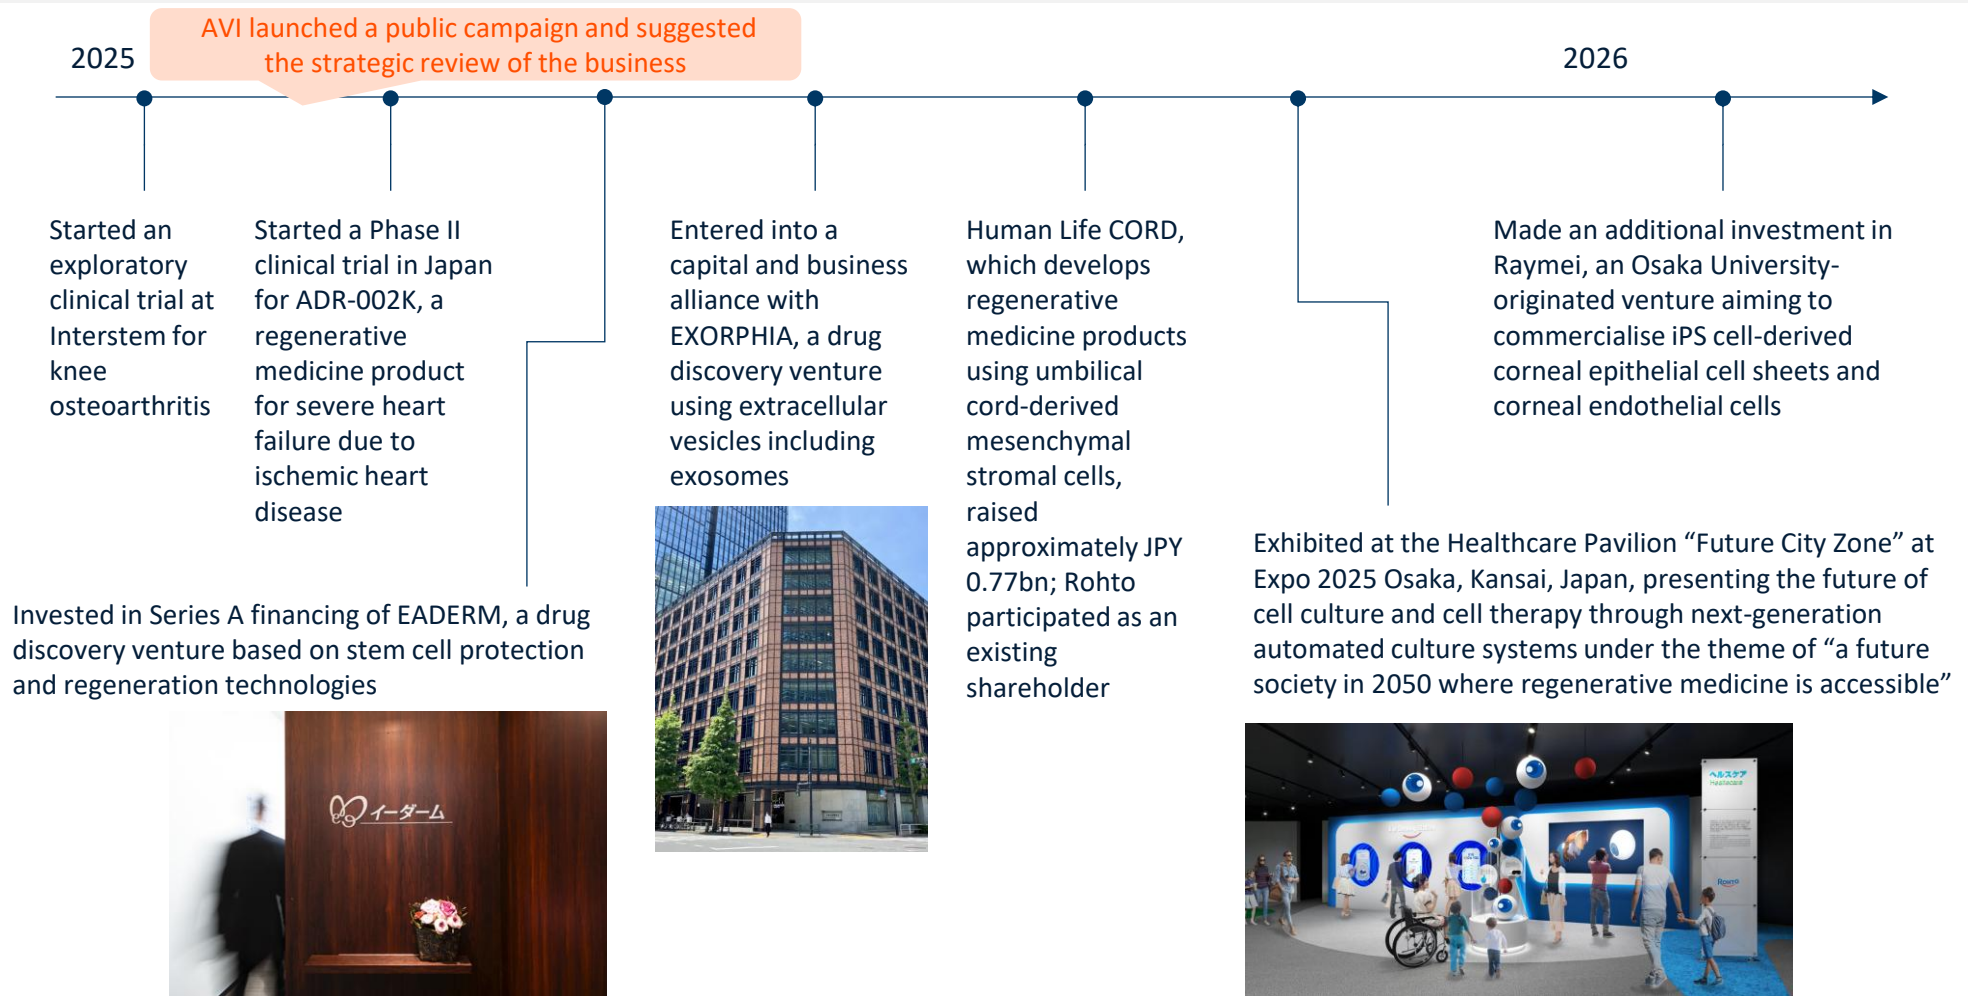 AVI launched a public campaign and suggested
the strategic review of the business
2025
2026
Started an
exploratory
clinical trial at
Interstem for
knee
osteoarthritis
Started a Phase II
clinical trial in Japan
for ADR-002K, a
regenerative
medicine product
for severe heart
failure due to
ischemic heart
disease
Invested in Series A financing of EADERM, a drug
discovery venture based on stem cell protection
and regeneration technologies
イーダーム
Entered into a
capital and business
alliance with
EXORPHIA, a drug
discovery venture
using extracellular
vesicles including
exosomes
Human Life CORD,
which develops
regenerative
medicine products
using umbilical
cord-derived
mesenchymal
stromal cells,
raised
approximately JPY
0.77bn; Rohto
participated as an
existing
shareholder
Exhibited at the Healthcare Pavilion “Future City Zone” at
Expo 2025 Osaka, Kansai, Japan, presenting the future of
cell culture and cell therapy through next-generation
automated culture systems under the theme of “a future
society in 2050 where regenerative medicine is accessible”
ヘルスケア
Healthcare
ROHTO
Made an additional investment in
Raymei, an Osaka University-
originated venture aiming to
commercialise iPS cell-derived
corneal epithelial cell sheets and
corneal endothelial cells